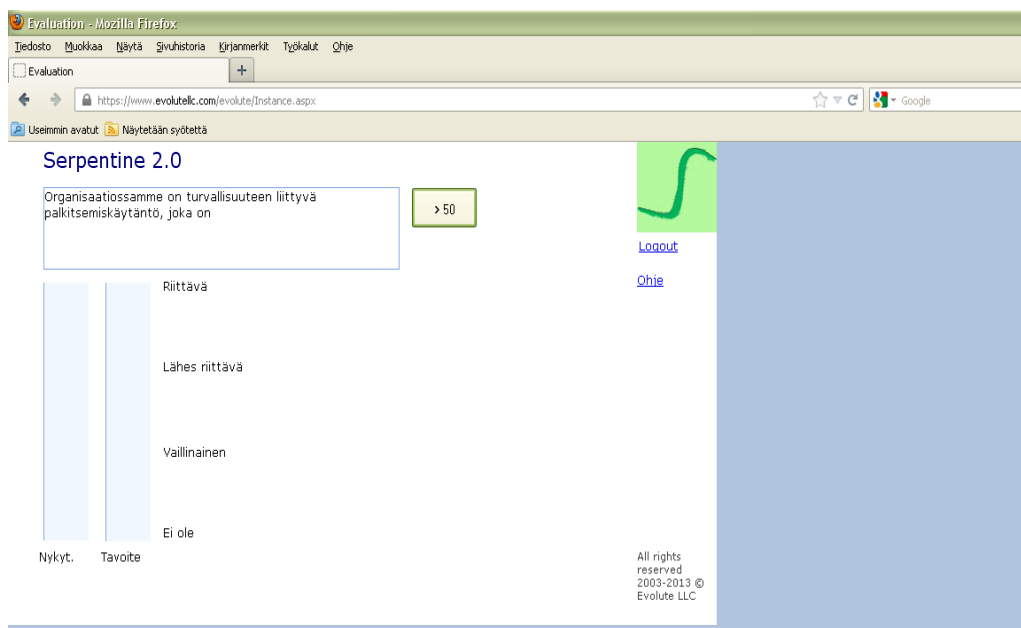 Evaluation - Mozilla Firefox
Tiedosto Muokkaa Näytä Sivuhistoria Kirjanmerkit Työkalut Ohje
Evaluation +
https://www.evolutellc.com/evolute/Instance.aspx Google
Useimmin avatut Näytetään syötettä
Serpentine 2.0
Organisaatiossamme on turvallisuuteen liittyvä
palkitsemiskäytäntö, joka on
> 50
Logout
Ohje
Riittävä
Lähes riittävä
Vaillinainen
Ei ole
Nykyt. Tavoite
All rights
reserved
2003-2013 ©
Evolute LLC